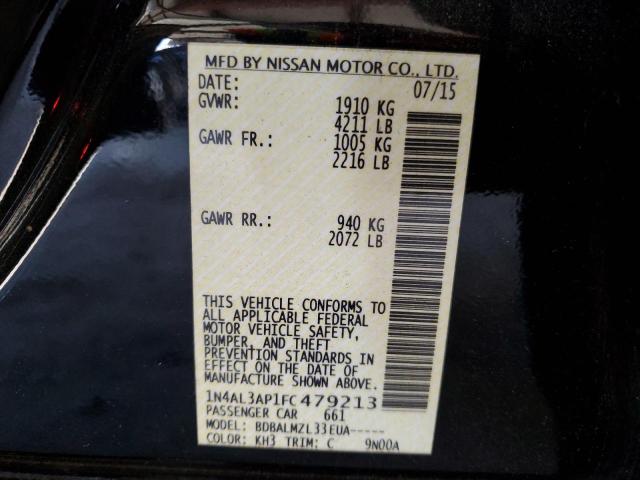 MFD BY NISSAN MOTOR CO., LTD.
DATE: 07/15
GVWR: 1910 KG
4211 LB
GAWR FR.: 1005 KG
2216 LB
GAWR RR.: 940 KG
2072 LB
THIS VEHICLE CONFORMS TO
ALL APPLICABLE FEDERAL
MOTOR VEHICLE SAFETY,
BUMPER, AND THEFT
PREVENTION STANDARDS IN
EFFECT ON THE DATE OF
MANUFACTURE SHOWN ABOVE.
1N4AL3AP1FC479213
PASSENGER CAR 661
MODEL: BDBALMZL33EUA-----
COLOR: KH3 TRIM: C 9N00A